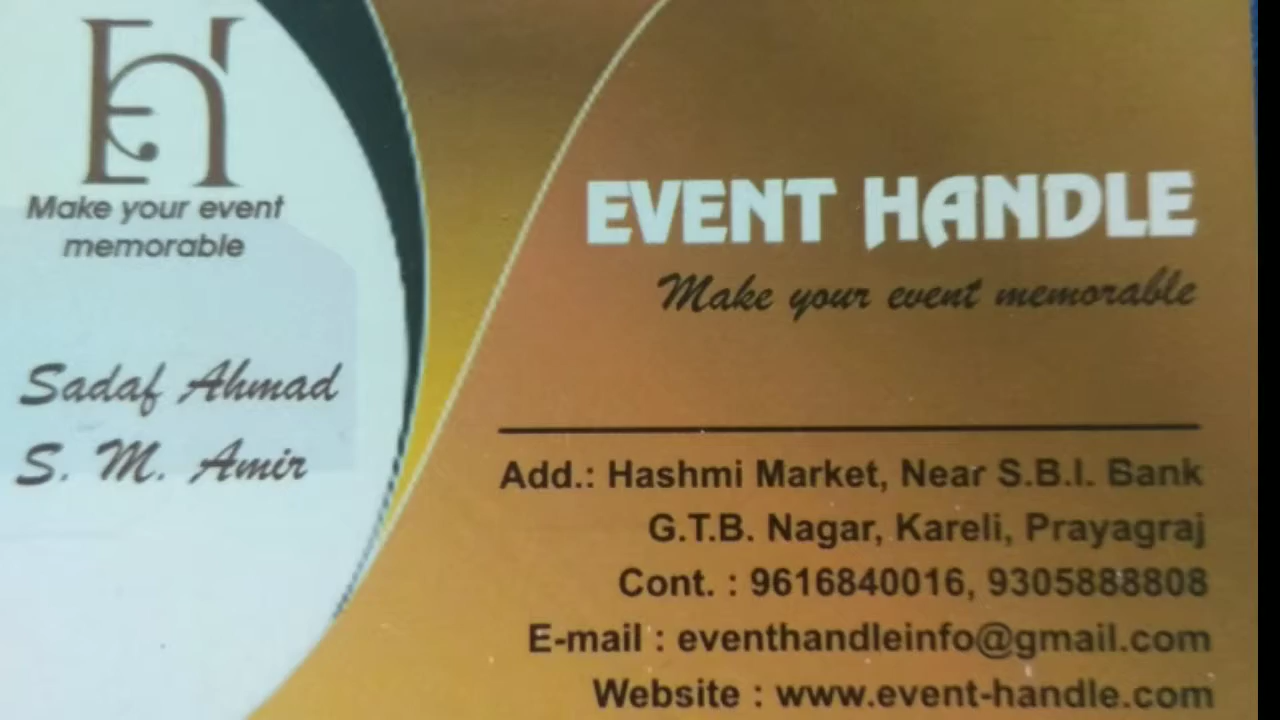 EH
Make your event
memorable
Sadaf Ahmad
S. M. Amir
EVENT HANDLE
Make your event memorable
Add.: Hashmi Market, Near S.B.I. Bank
G.T.B. Nagar, Kareli, Prayagraj
Cont. : 9616840016, 9305888808
E-mail : eventhandleinfo@gmail.com
Website : www.event-handle.com